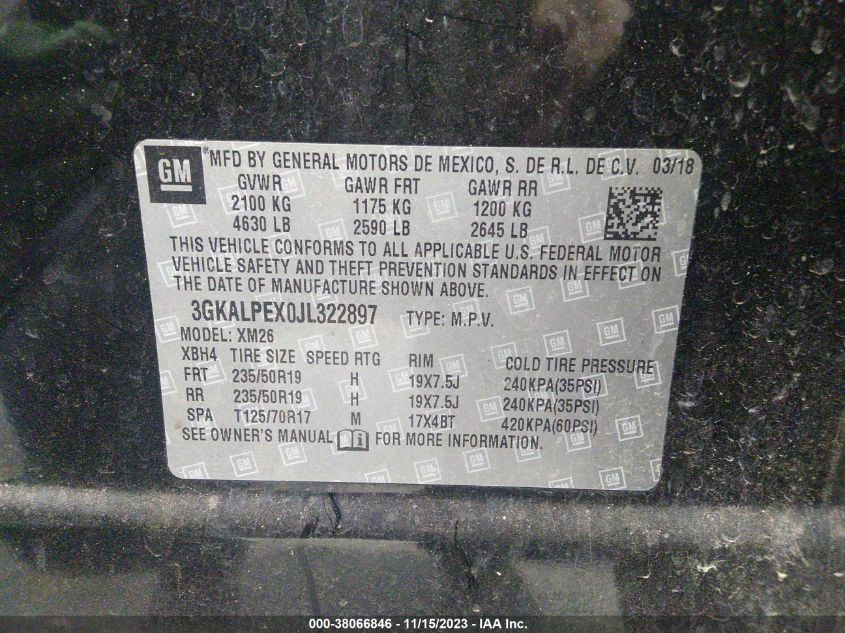 GM ® MFD BY GENERAL MOTORS DE MEXICO, S. DE R.L. DE C.V. 03/18
GVWR GAWR FRT GAWR RR
2100 KG 1175 KG 1200 KG
4630 LB 2590 LB 2645 LB
THIS VEHICLE CONFORMS TO ALL APPLICABLE U.S. FEDERAL MOTOR
VEHICLE SAFETY AND THEFT PREVENTION STANDARDS IN EFFECT ON
THE DATE OF MANUFACTURE SHOWN ABOVE.
3GKALPEX0JL322897 TYPE: M.P.V.
MODEL: XM26
XBH4 TIRE SIZE SPEED RTG RIM COLD TIRE PRESSURE
FRT 235/50R19 H 19X7.5J 240KPA(35PSI)
RR 235/50R19 H 19X7.5J 240KPA(35PSI)
SPA T125/70R17 M 17X4BT 420KPA(60PSI)
SEE OWNER'S MANUAL FOR MORE INFORMATION.
000-38066846 - 11/15/2023 - IAA Inc.